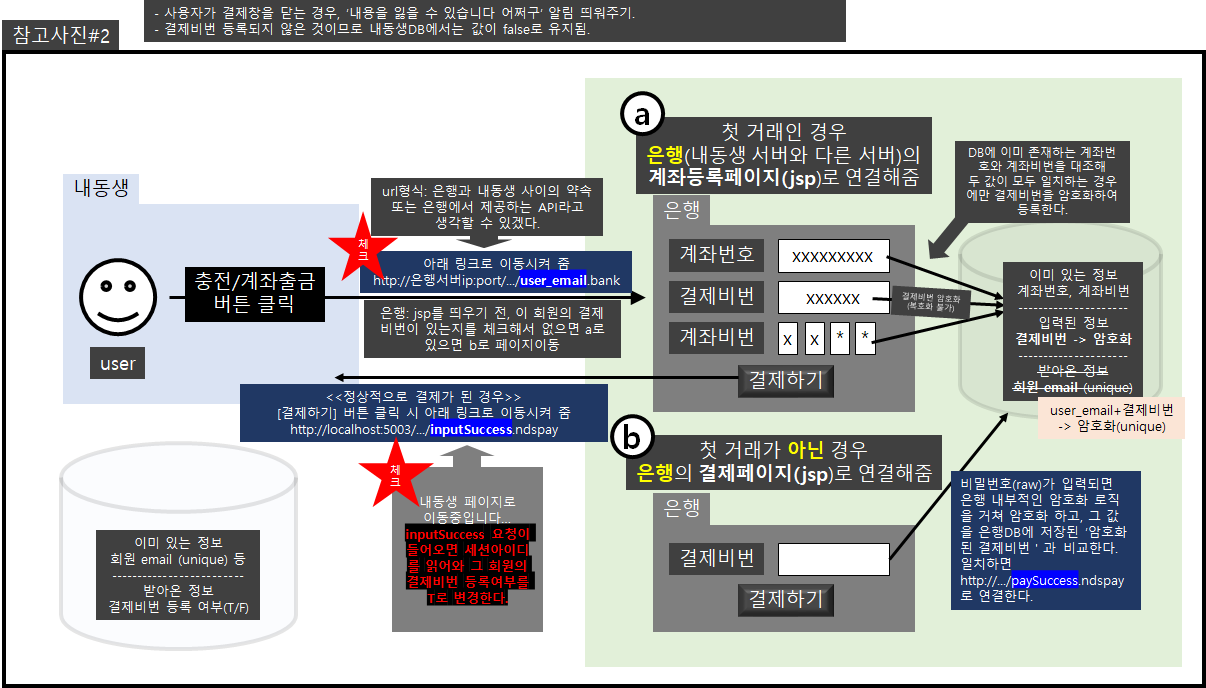 - 사용자가 결제창을 닫는 경우, '내용을 잃을 수 있습니다 어쩌구' 알림 띄워주기.
- 결제비번 등록되지 않은 것이므로 내동생DB에서는 값이 false로 유지됨.
참고사진#2
a
첫 거래인 경우
은행(내동생 서버와 다른 서버)의
계좌등록페이지(jsp)로 연결해줌
DB에 이미 존재하는 계좌번
호와 계좌비번을 대조해
두 값이 모두 일치하는 경우
에만 결제비번을 암호화하여
등록한다.
내동생
url형식: 은행과 내동생 사이의 약속
또는 은행에서 제공하는 API라고
생각할 수 있겠다.
체
크
아래 링크로 이동시켜 줌
http://은행서버ip:port/.../user_email.bank
충전/계좌출금
버튼 클릭
user
은행: jsp를 띄우기 전, 이 회원의 결제
비번이 있는지를 체크해서 없으면 a로
있으면 b로 페이지이동
은행
계좌번호
xxxxxxxxx
결제비번
xxxxxx
계좌비번
x
x
*
*
결제하기
결제비번 암호화
(복호화 불가)
이미 있는 정보
계좌번호, 계좌비번
----------------------
입력된 정보
결제비번 -> 암호화
----------------------
받아온 정보
회원 email (unique)
user_email+결제비번
-> 암호화(unique)
<<정상적으로 결제가 된 경우>>
[결제하기] 버튼 클릭 시 아래 링크로 이동시켜 줌
http://localhost:5003/.../inputSuccess.ndspay
체
크
내동생 페이지로
이동중입니다...
inputSuccess 요청이
들어오면 세션아이디
를 읽어와 그 회원의
결제비번 등록여부를
T로 변경한다.
이미 있는 정보
회원 email (unique) 등
--------------------------
받아온 정보
결제비번 등록 여부(T/F)
b
첫 거래가 아닌 경우
은행의 결제페이지(jsp)로 연결해줌
은행
결제비번
결제하기
비밀번호(raw)가 입력되면
은행 내부적인 암호화 로직
을 거쳐 암호화 하고, 그 값
을 은행DB에 저장된 '암호화
된 결제비번 ' 과 비교한다.
일치하면
http://.../paySuccess.ndspay
로 연결한다.